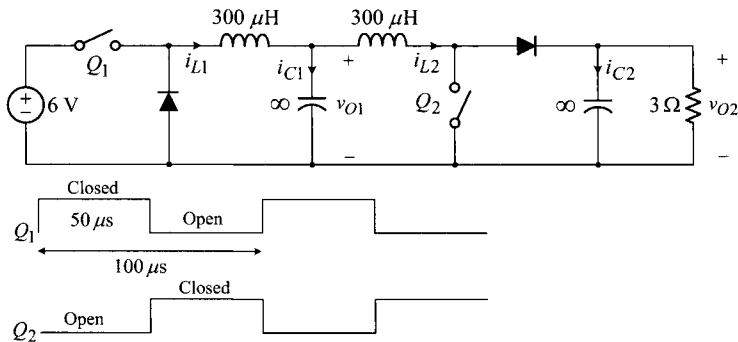 300 μH 300 μH
Q1 iL1 iC1 + iL2 iC2 +
+ − 6 V ∞ vO1 Q2 ∞ 3 Ω vO2
− −
Closed
Q1 50 μs Open
100 μs
Closed
Q2 Open